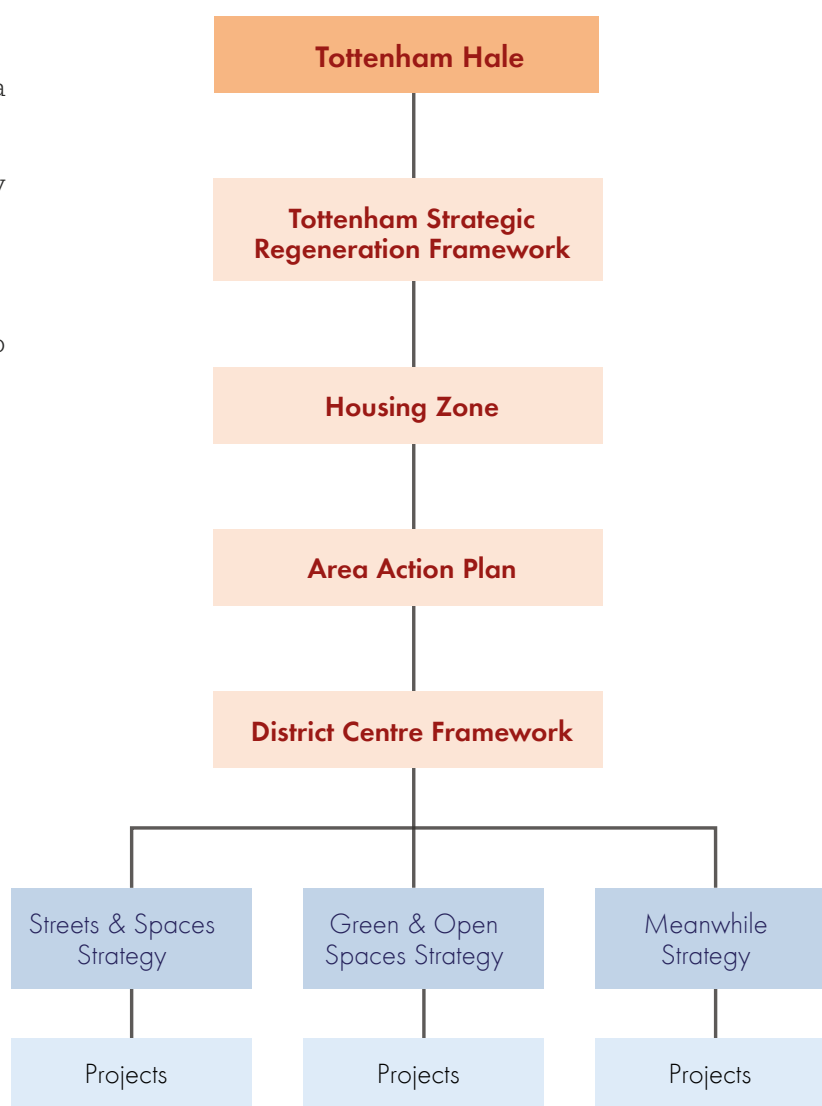 a
y
o
Tottenham Hale
Tottenham Strategic
Regeneration Framework
Housing Zone
Area Action Plan
District Centre Framework
Streets & Spaces
Strategy
Green & Open
Spaces Strategy
Meanwhile
Strategy
Projects
Projects
Projects